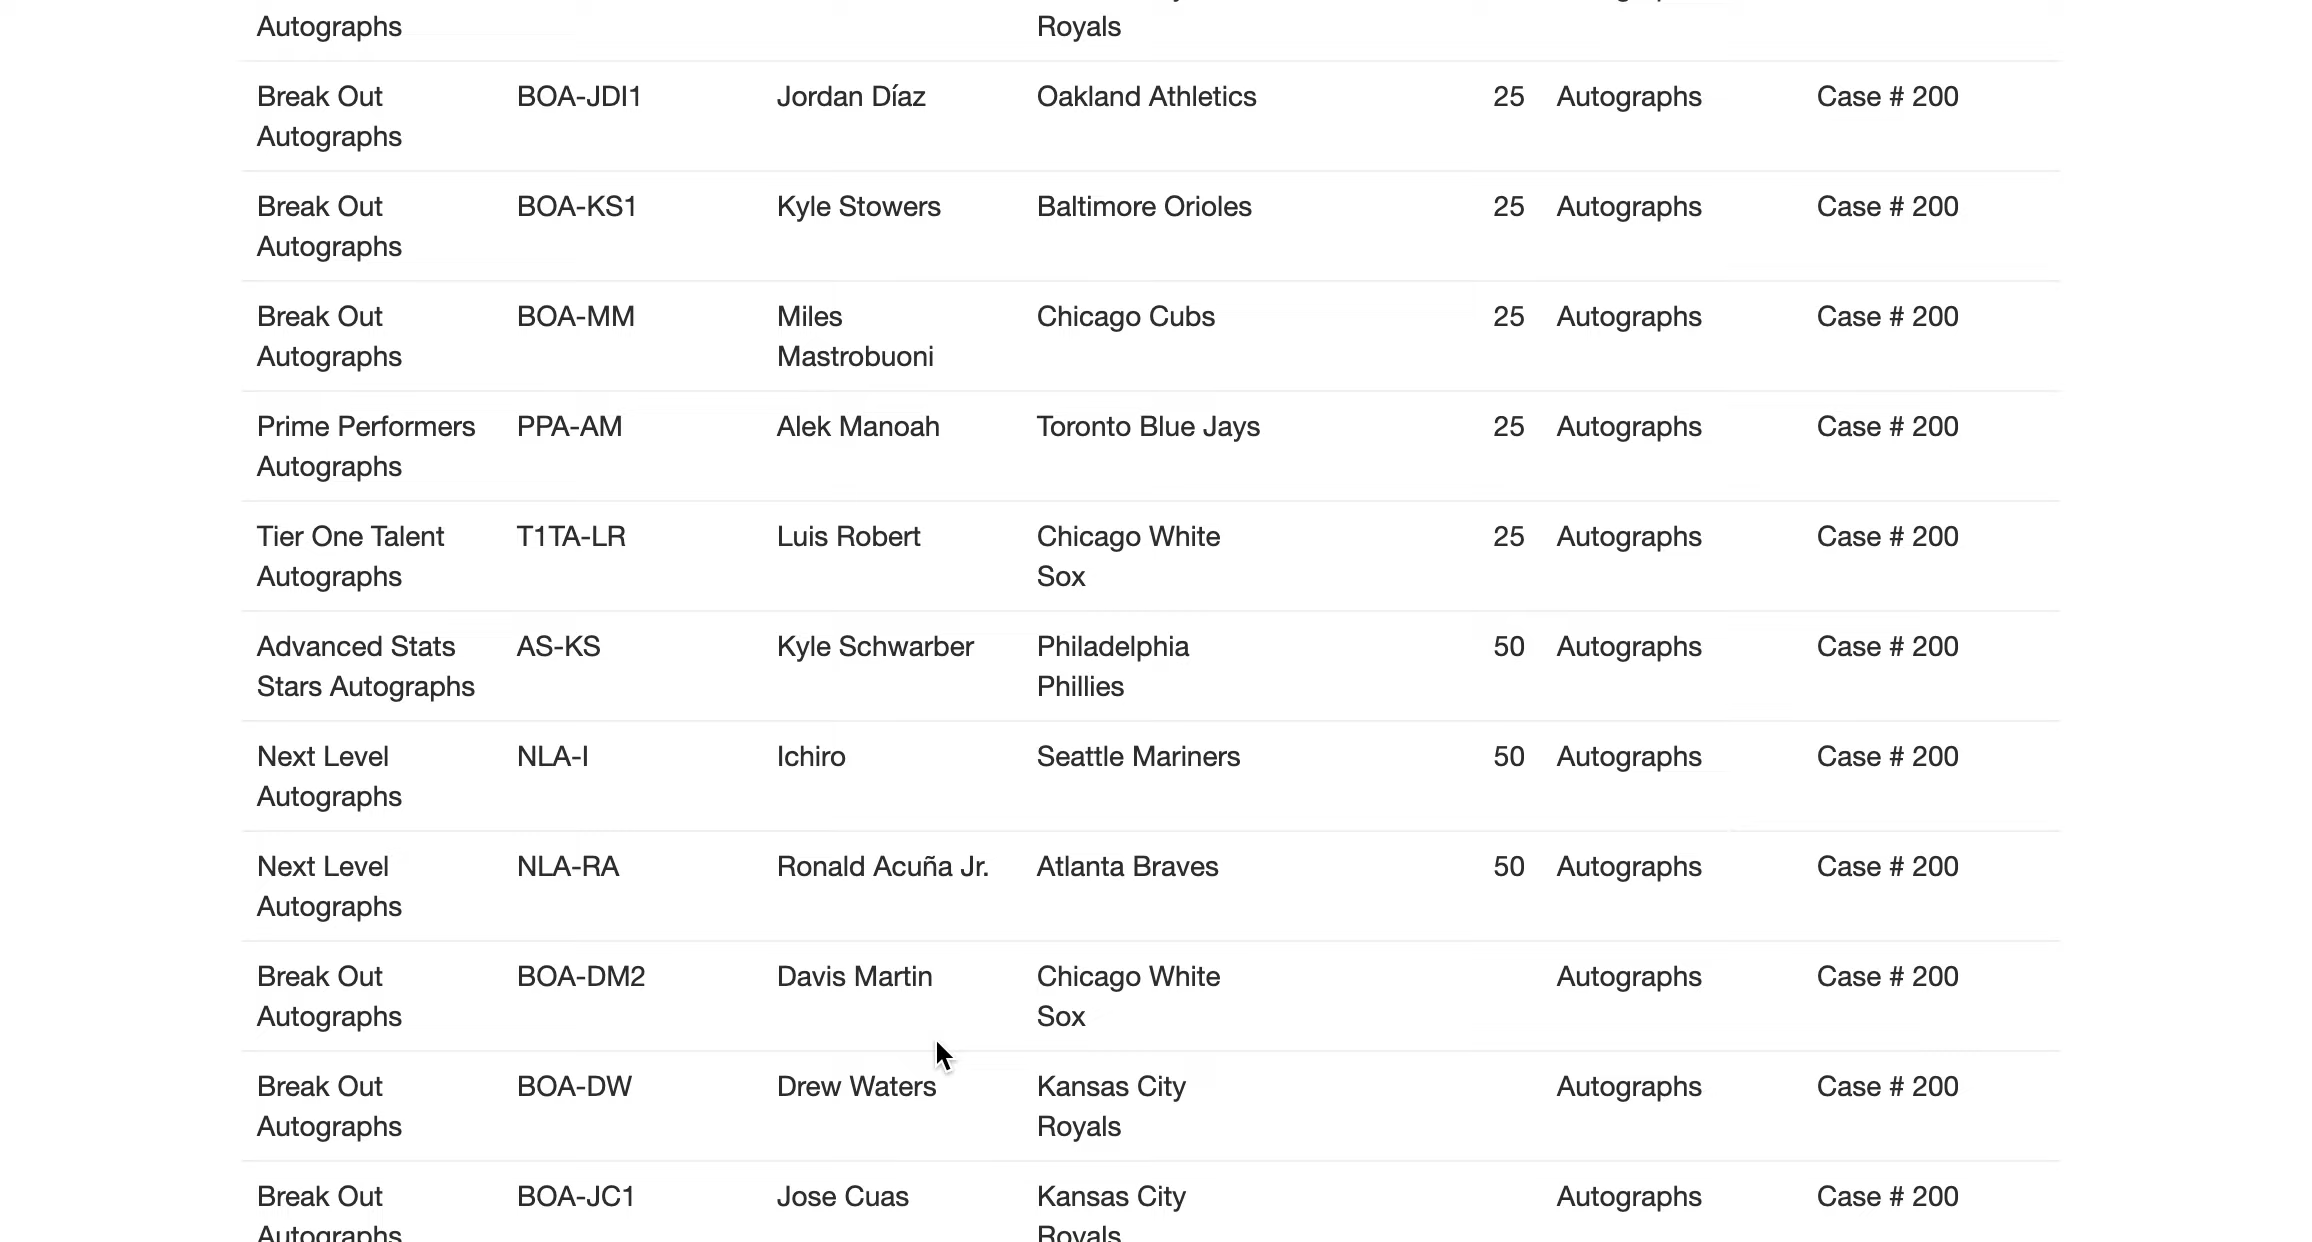 Autographs Royals
Break Out BOA-JDI1 Jordan Díaz Oakland Athletics 25 Autographs Case # 200
Autographs
Break Out BOA-KS1 Kyle Stowers Baltimore Orioles 25 Autographs Case # 200
Autographs
Break Out BOA-MM Miles Chicago Cubs 25 Autographs Case # 200
Autographs Mastrobuoni
Prime Performers PPA-AM Alek Manoah Toronto Blue Jays 25 Autographs Case # 200
Autographs
Tier One Talent T1TA-LR Luis Robert Chicago White 25 Autographs Case # 200
Autographs Sox
Advanced Stats AS-KS Kyle Schwarber Philadelphia 50 Autographs Case # 200
Stars Autographs Phillies
Next Level NLA-I Ichiro Seattle Mariners 50 Autographs Case # 200
Autographs
Next Level NLA-RA Ronald Acuña Jr. Atlanta Braves 50 Autographs Case # 200
Autographs
Break Out BOA-DM2 Davis Martin Chicago White Autographs Case # 200
Autographs Sox
Break Out BOA-DW Drew Waters Kansas City Autographs Case # 200
Autographs Royals
Break Out BOA-JC1 Jose Cuas Kansas City Autographs Case # 200
Autographs Royals